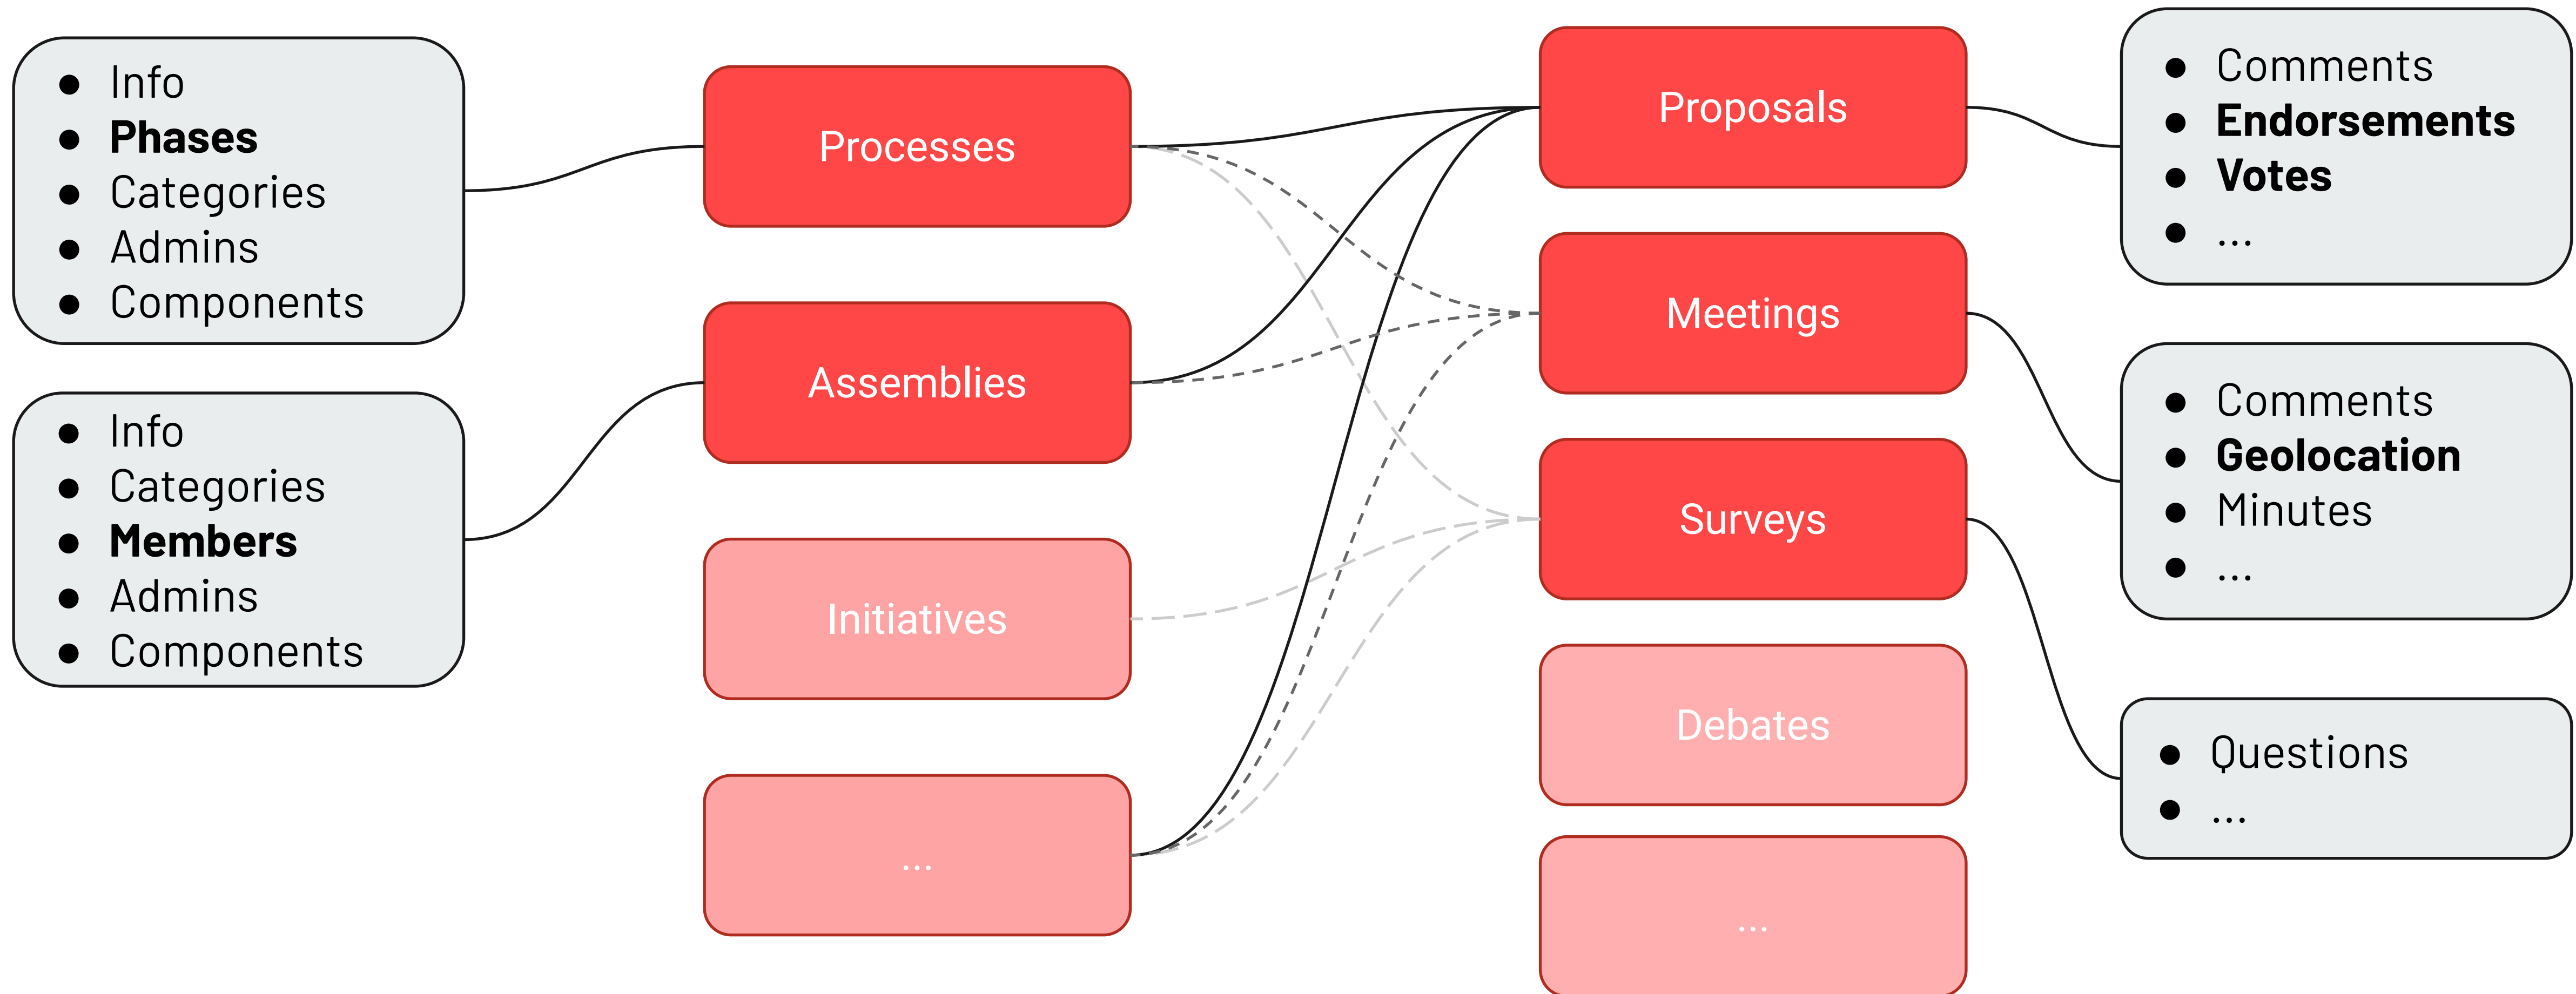 ● Info
● Phases
● Categories
● Admins
● Components
● Info
● Categories
● Members
● Admins
● Components
Processes
Assemblies
Initiatives
...
Proposals
Meetings
Surveys
Debates
...
● Comments
● Endorsements
● Votes
● ...
● Comments
● Geolocation
● Minutes
● ...
● Questions
● ...